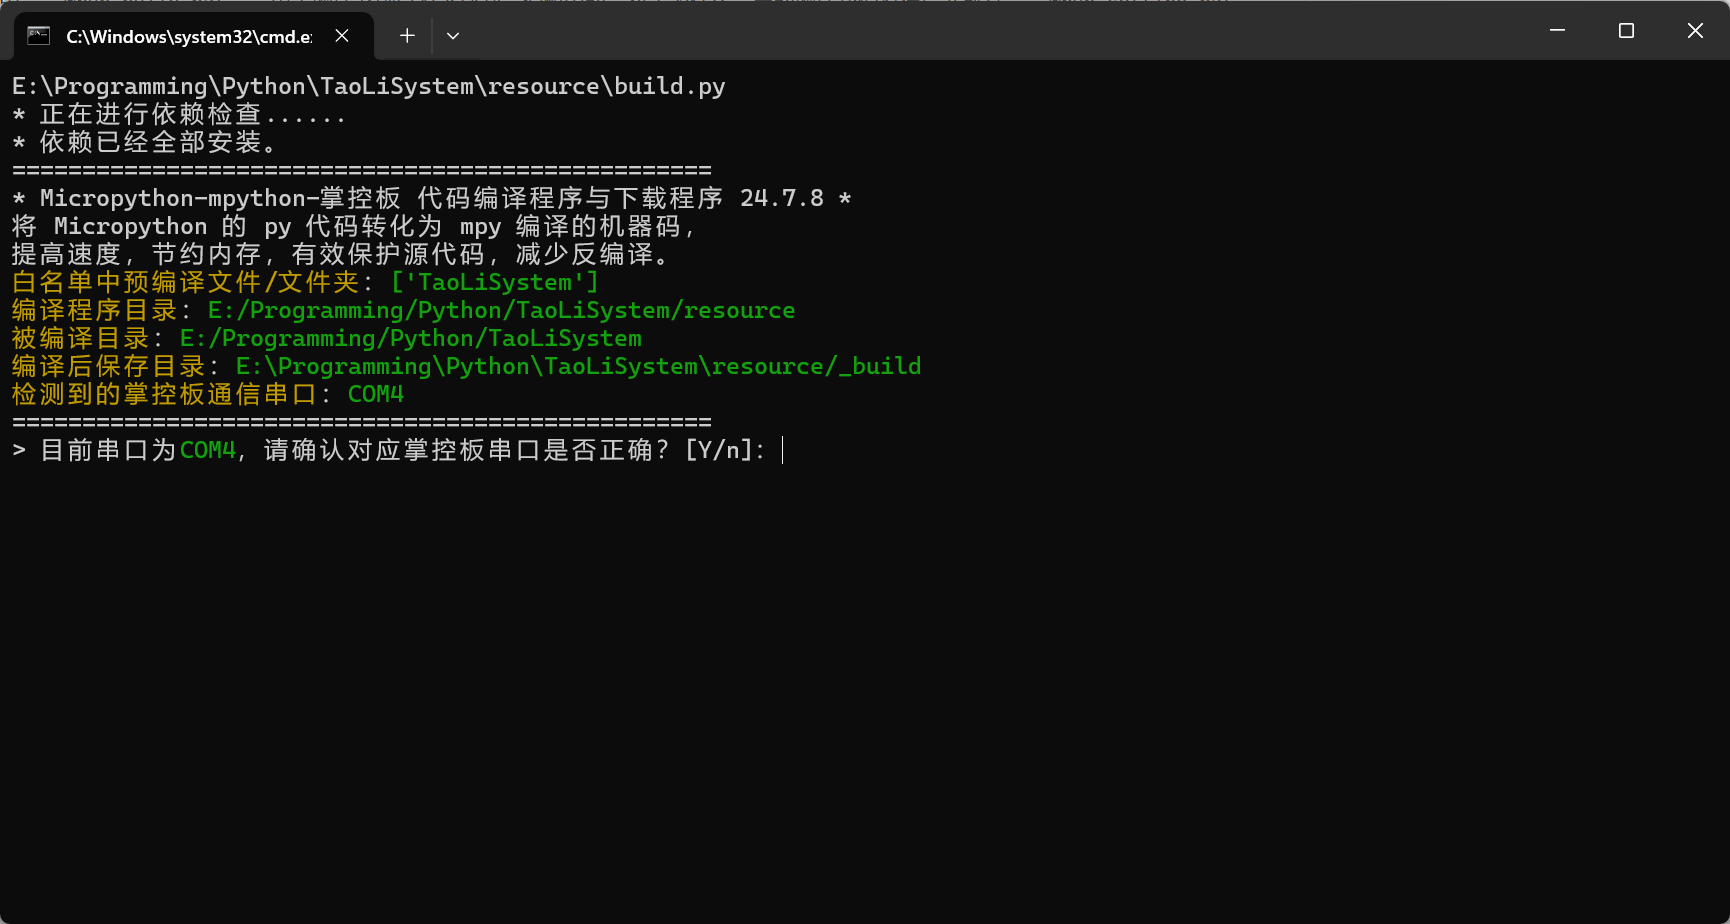 C:\Windows\system32\cmd.e
E:\Programming\Python\TaoLiSystem\resource\build.py
* 正在进行依赖检查......
* 依赖已经全部安装。
==================================================
* Micropython-mpython-掌控板 代码编译程序与下载程序 24.7.8 *
将 Micropython 的 py 代码转化为 mpy 编译的机器码，
提高速度，节约内存，有效保护源代码，减少反编译。
白名单中预编译文件/文件夹：['TaoLiSystem']
编译程序目录：E:/Programming/Python/TaoLiSystem/resource
被编译目录：E:/Programming/Python/TaoLiSystem
编译后保存目录：E:\Programming\Python\TaoLiSystem\resource/_build
检测到的掌控板通信串口：COM4
==================================================
> 目前串口为COM4，请确认对应掌控板串口是否正确？[Y/n]：